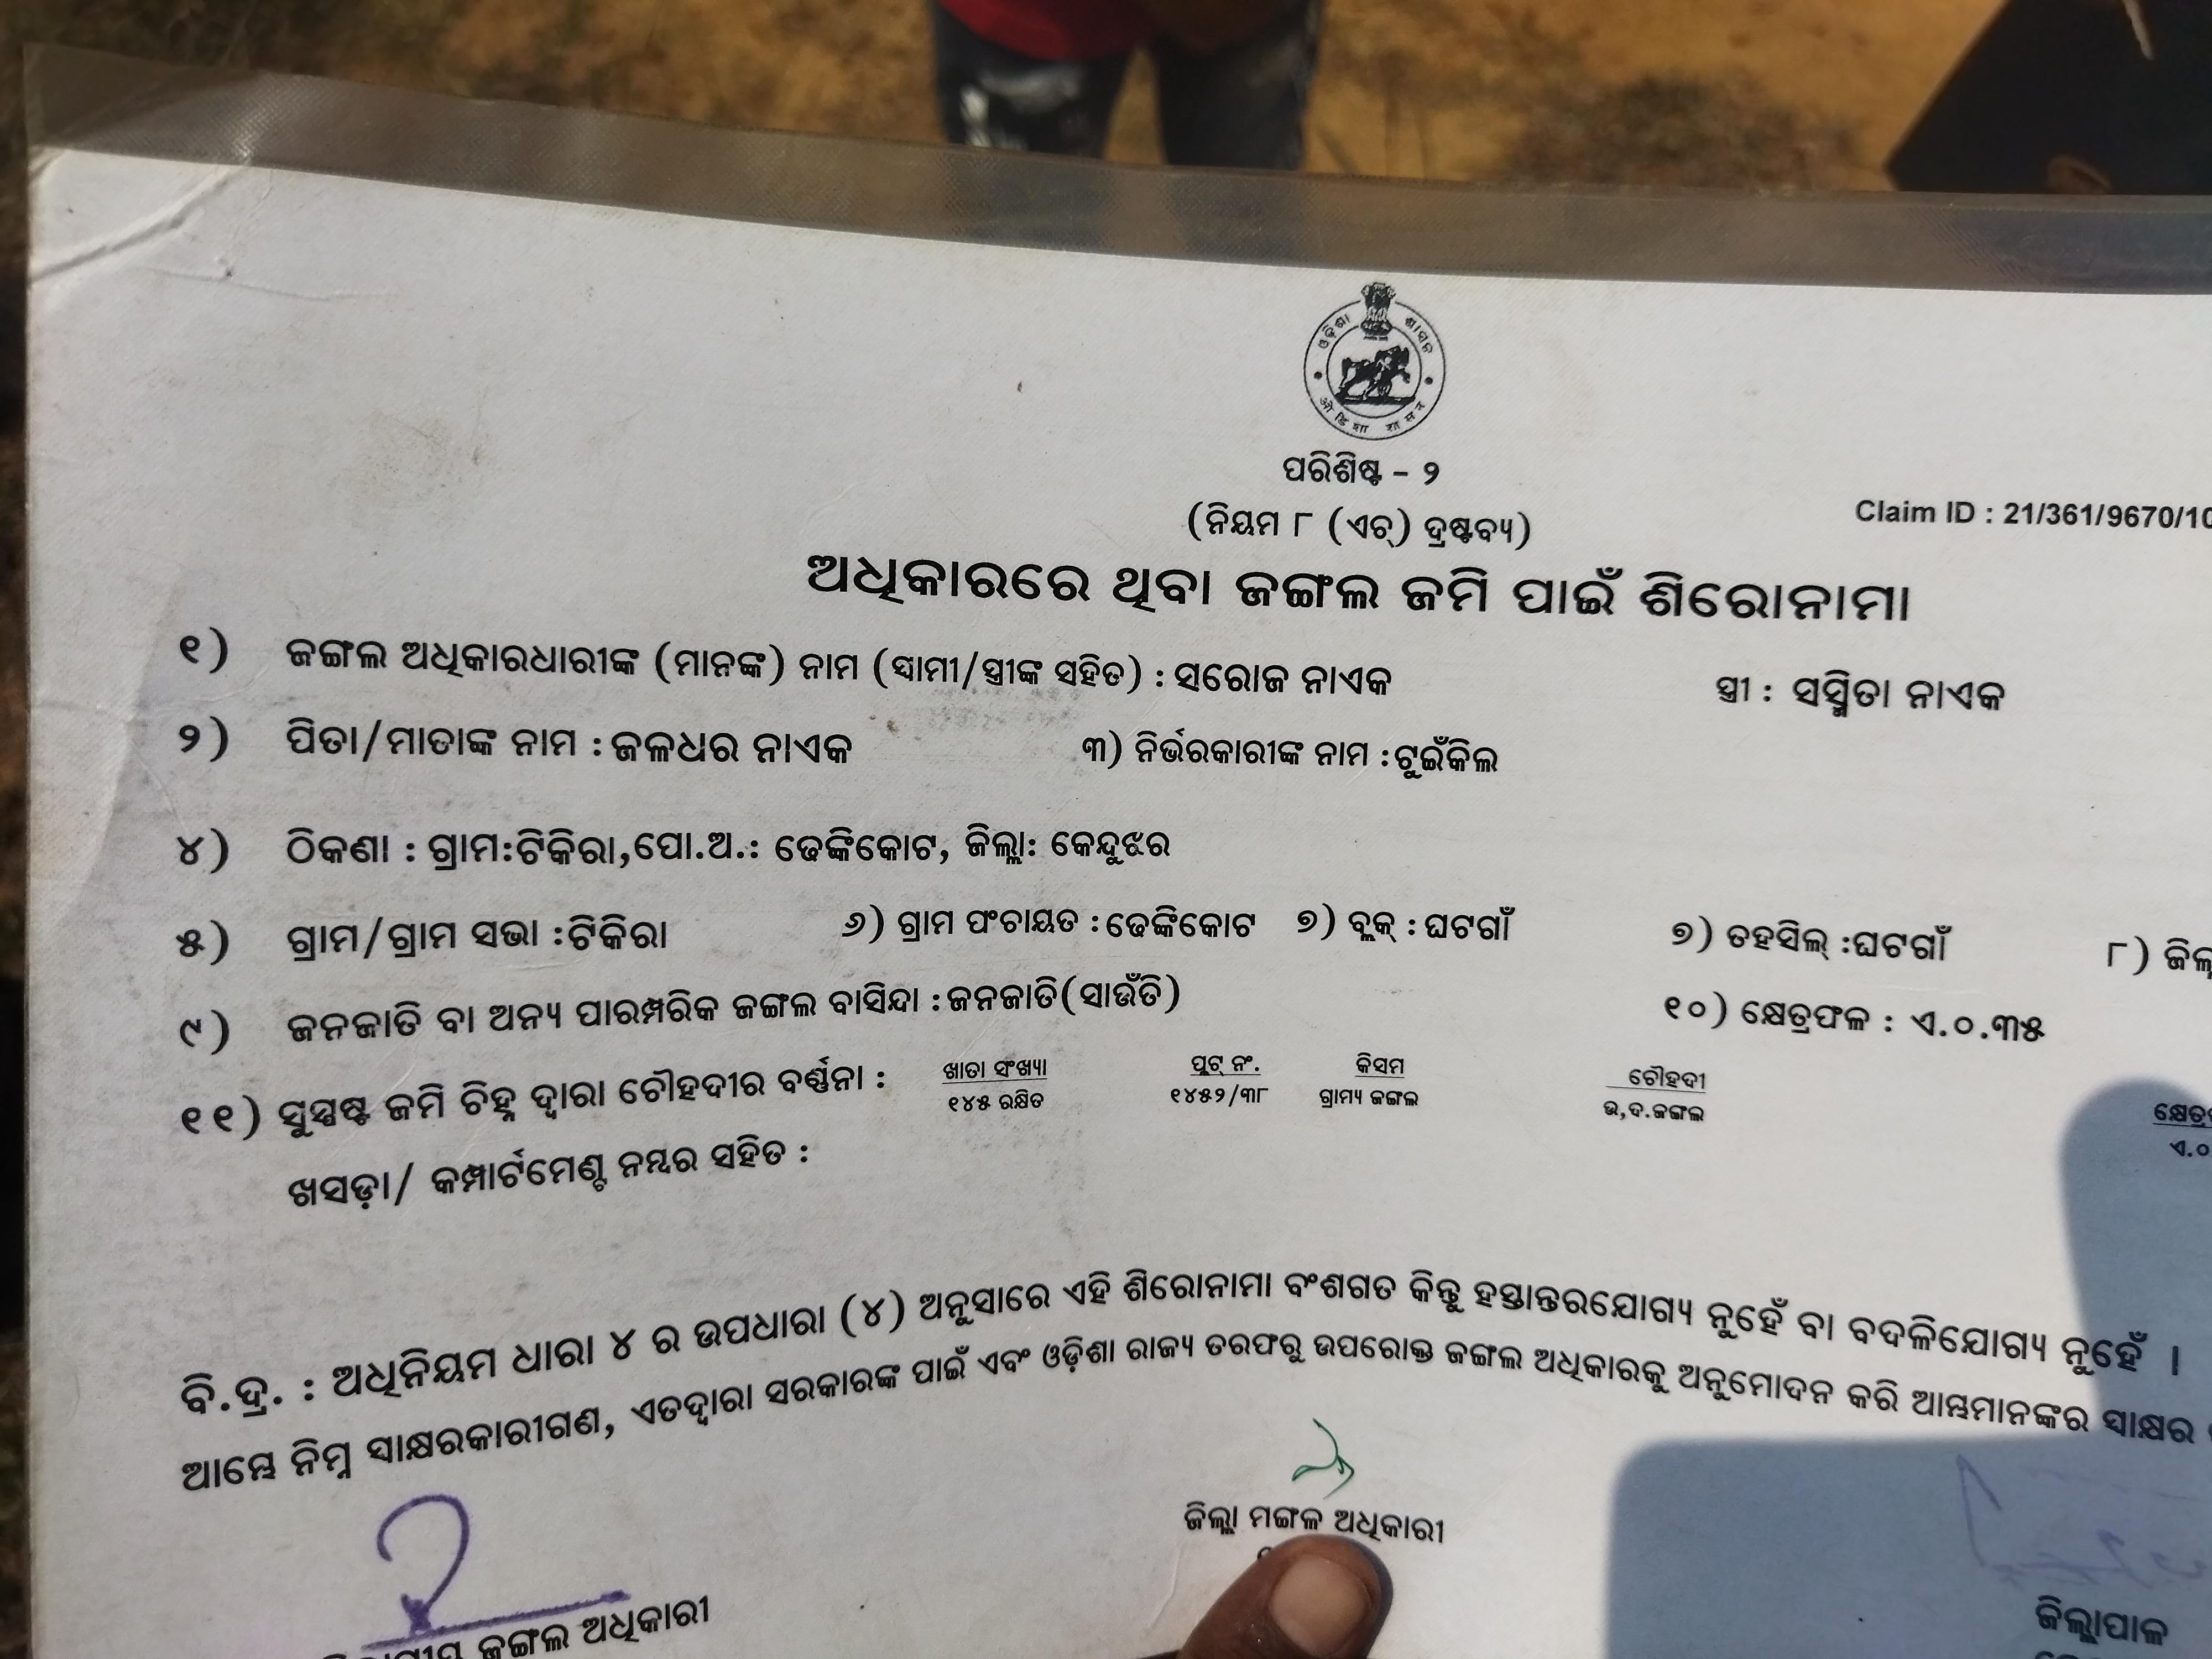 ଓଡ଼ିଶା ଶାସନ
ओडिशा शासन
ପରିଶିଷ୍ଟ – ୨
(ନିୟମ ୮ (ଏଚ୍) ଦ୍ରଷ୍ଟବ୍ୟ)
Claim ID : 21/361/9670/10
ଅଧିକାରରେ ଥିବା ଜଙ୍ଗଲ ଜମି ପାଇଁ ଶିରୋନାମା
୧) ଜଙ୍ଗଲ ଅଧିକାରଧାରୀଙ୍କ (ମାନଙ୍କ) ନାମ (ସ୍ୱାମୀ/ସ୍ତ୍ରୀଙ୍କ ସହିତ) : ସରୋଜ ନାଏକ ସ୍ତ୍ରୀ : ସସ୍ମିତା ନାଏକ
୨) ପିତା/ମାତାଙ୍କ ନାମ : ଜଳଧର ନାଏକ ୩) ନିର୍ଭରକାରୀଙ୍କ ନାମ : ଟୁଇଁକିଲ
୪) ଠିକଣା : ଗ୍ରାମ:ଟିକିରା,ପୋ.ଅ.: ଢେଙ୍କିକୋଟ, ଜିଲ୍ଲା: କେନ୍ଦୁଝର
୫) ଗ୍ରାମ/ଗ୍ରାମ ସଭା :ଟିକିରା ୬) ଗ୍ରାମ ପଂଚାୟତ : ଢେଙ୍କିକୋଟ ୭) ବ୍ଲକ୍ : ଘଟଗାଁ ୭) ତହସିଲ୍ :ଘଟଗାଁ ୮)
୯) ଜନଜାତି ବା ଅନ୍ୟ ପାରମ୍ପରିକ ଜଙ୍ଗଲ ବାସିନ୍ଦା : ଜନଜାତି(ସାଉଁତି) ୧୦) କ୍ଷେତ୍ରଫଳ : ଏ.୦.୩୫
୧୧) ସୁସ୍ପଷ୍ଟ ଜମି ଚିହ୍ନ ଦ୍ୱାରା ଚୌହଦୀର ବର୍ଣ୍ଣନା : ଖାତା ସଂଖ୍ୟା ପ୍ଲଟ୍ ନଂ. କିସମ ଚୌହଦୀ
୧୪୫ ରକ୍ଷିତ ୧୪୫୨/୩୮ ଗ୍ରାମ୍ୟ ଜଙ୍ଗଲ ଉ,ଦ.ଜଙ୍ଗଲ
ଖସଡ଼ା/ କମ୍ପାର୍ଟମେଣ୍ଟ ନମ୍ବର ସହିତ :
ବି.ଦ୍ର. : ଅଧିନିୟମ ଧାରା ୪ ର ଉପଧାରା (୪) ଅନୁସାରେ ଏହି ଶିରୋନାମା ବଂଶଗତ କିନ୍ତୁ ହସ୍ତାନ୍ତରଯୋଗ୍ୟ ନୁହେଁ ବା ବଦଳିଯୋଗ୍ୟ ନୁହେଁ ।
ଆମ୍ଭେ ନିମ୍ନ ସ୍ୱାକ୍ଷରକାରୀଗଣ, ଏତଦ୍ୱାରା ସରକାରଙ୍କ ପାଇଁ ଏବଂ ଓଡ଼ିଶା ରାଜ୍ୟ ତରଫରୁ ଉପରୋକ୍ତ ଜଙ୍ଗଲ ଅଧିକାରକୁ ଅନୁମୋଦନ କରି ଆମ୍ଭମାନଙ୍କର ସ୍ୱାକ୍ଷର
ଜିଲ୍ଲା ମଙ୍ଗଳ ଅଧିକାରୀ
ଜଙ୍ଗଲ ଅଧିକାରୀ
ଜିଲ୍ଲାପାଳ